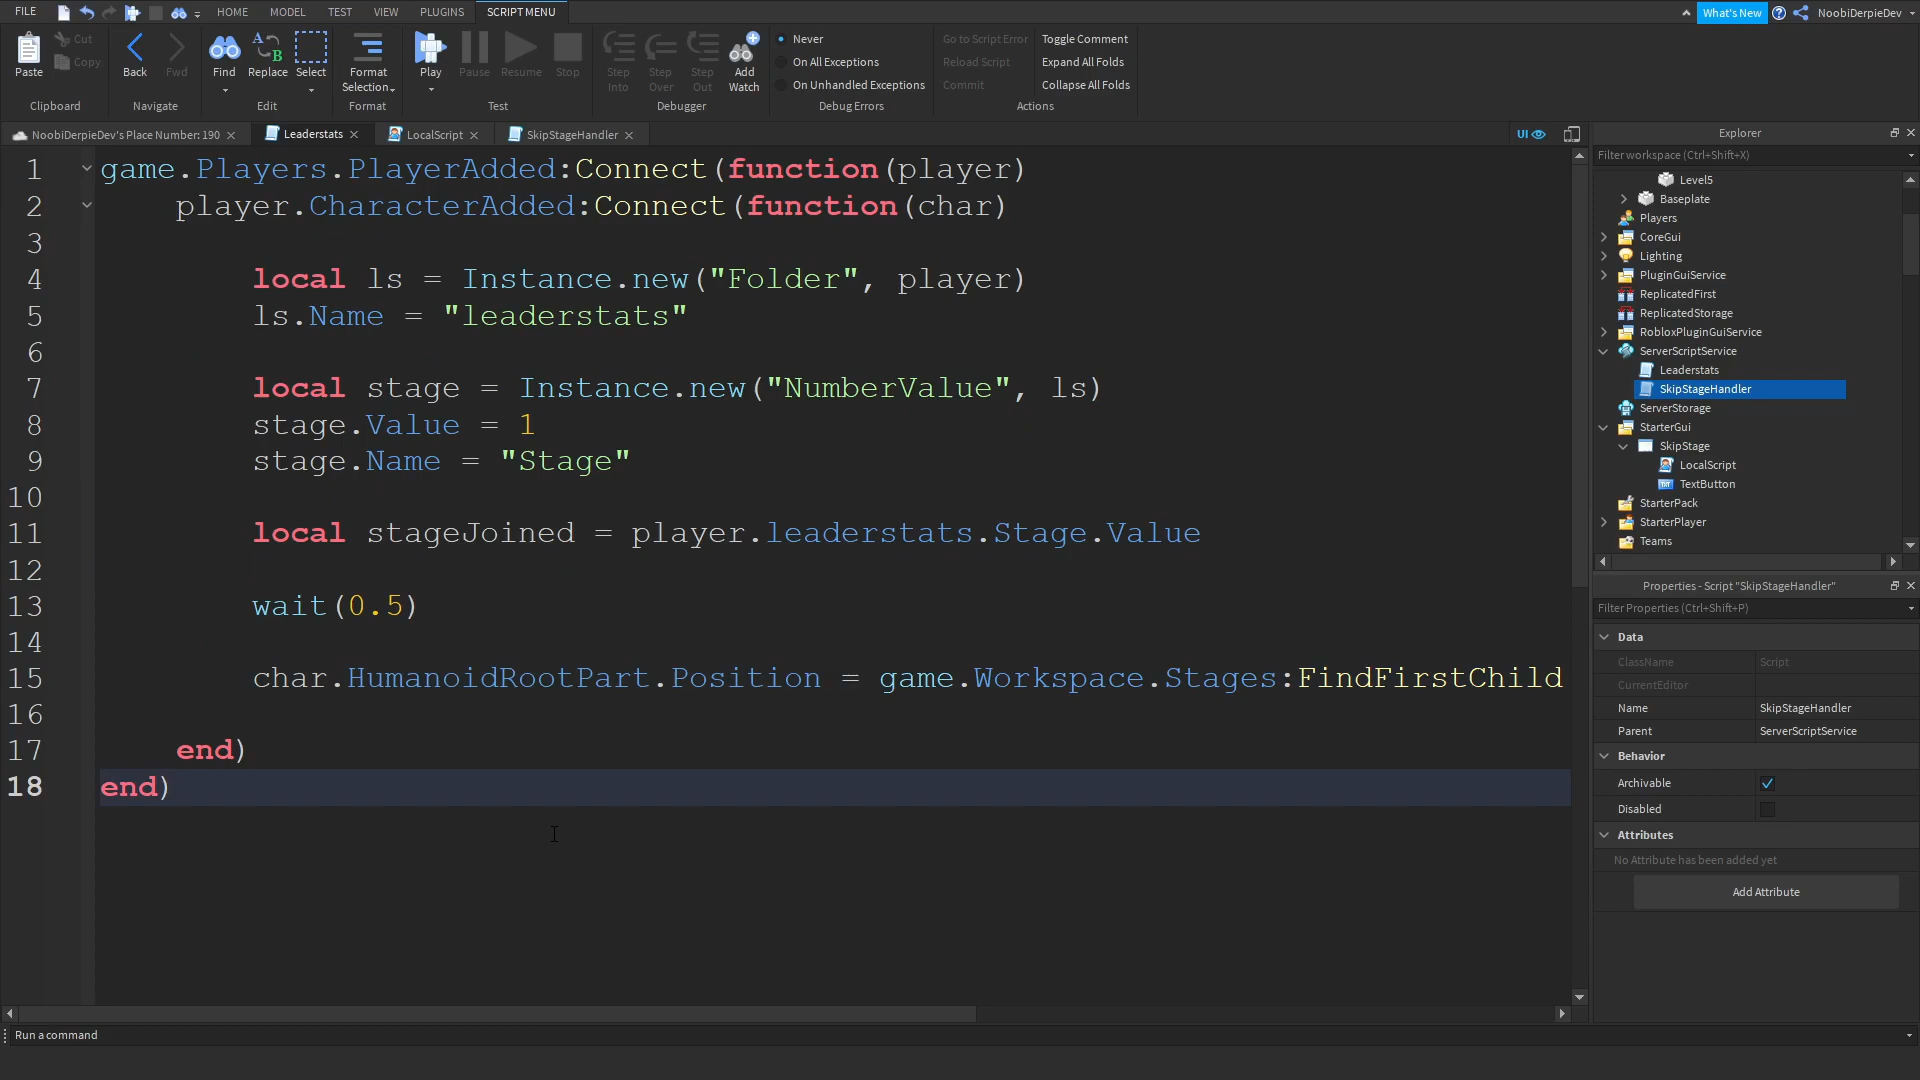 FILE HOME MODEL TEST VIEW PLUGINS SCRIPT MENU What's New NoobiDerpieDev
Paste Cut Copy Clipboard
Back Fwd Navigate
Find Replace Select Edit
Format Selection Format
Play Pause Resume Stop Test
Step Into Step Over Step Out Add Watch Debugger
Never
On All Exceptions
On Unhandled Exceptions
Debug Errors
Go to Script Error Toggle Comment
Reload Script Expand All Folds
Commit Collapse All Folds
Actions
NoobiDerpieDev's Place Number: 190 Leaderstats LocalScript SkipStageHandler UI
1 game.Players.PlayerAdded:Connect(function(player)
2 player.CharacterAdded:Connect(function(char)
3
4 local ls = Instance.new("Folder", player)
5 ls.Name = "leaderstats"
6
7 local stage = Instance.new("NumberValue", ls)
8 stage.Value = 1
9 stage.Name = "Stage"
10
11 local stageJoined = player.leaderstats.Stage.Value
12
13 wait(0.5)
14
15 char.HumanoidRootPart.Position = game.Workspace.Stages:FindFirstChild
16
17 end)
18 end)
Explorer
Filter workspace (Ctrl+Shift+X)
Level5
Baseplate
Players
CoreGui
Lighting
PluginGuiService
ReplicatedFirst
ReplicatedStorage
RobloxPluginGuiService
ServerScriptService
Leaderstats
SkipStageHandler
ServerStorage
StarterGui
SkipStage
LocalScript
TextButton
StarterPack
StarterPlayer
Teams
Properties - Script "SkipStageHandler"
Filter Properties (Ctrl+Shift+P)
Data
ClassName Script
CurrentEditor
Name SkipStageHandler
Parent ServerScriptService
Behavior
Archivable
Disabled
Attributes
No Attribute has been added yet
Add Attribute
Run a command